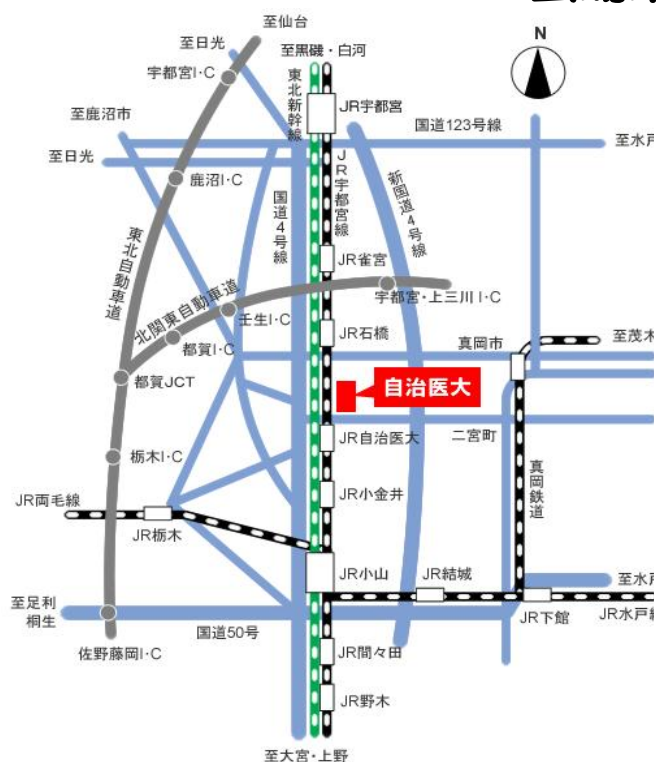 至仙台
至日光
至黒磯・白河
N
宇都宮I・C
東北新幹線
JR宇都宮
至鹿沼市
国道123号線
至水戸
至日光
JR宇都宮線
鹿沼I・C
国道4号線
新国道4号線
東北自動車道
JR雀宮
北関東自動車道
宇都宮・上三川I・C
壬生I・C
都賀I・C
JR石橋
真岡市
至茂木
都賀JCT
自治医大
JR自治医大
二宮町
栃木I・C
真岡鉄道
JR小金井
JR両毛線
JR栃木
JR小山
JR結城
至水戸
至足利
桐生
国道50号
JR下館
JR水戸線
佐野藤岡I・C
JR間々田
JR野木
至大宮・上野